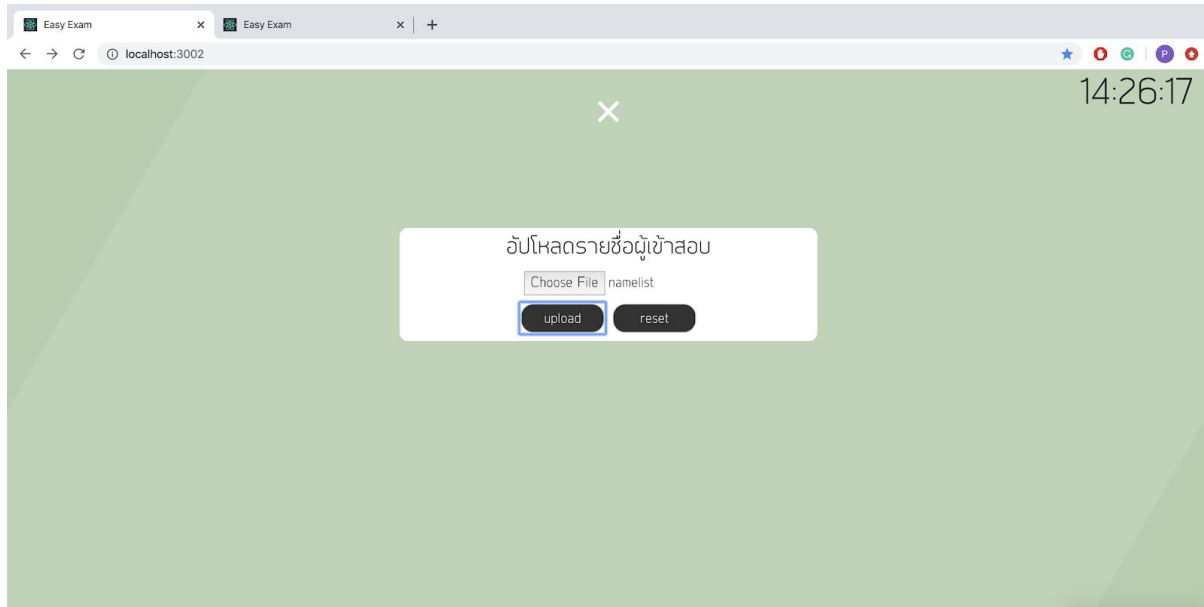 Easy Exam
Easy Exam
localhost:3002
P
14:26:17
อัปโหลดรายชื่อผู้เข้าสอบ
Choose File namelist
upload reset